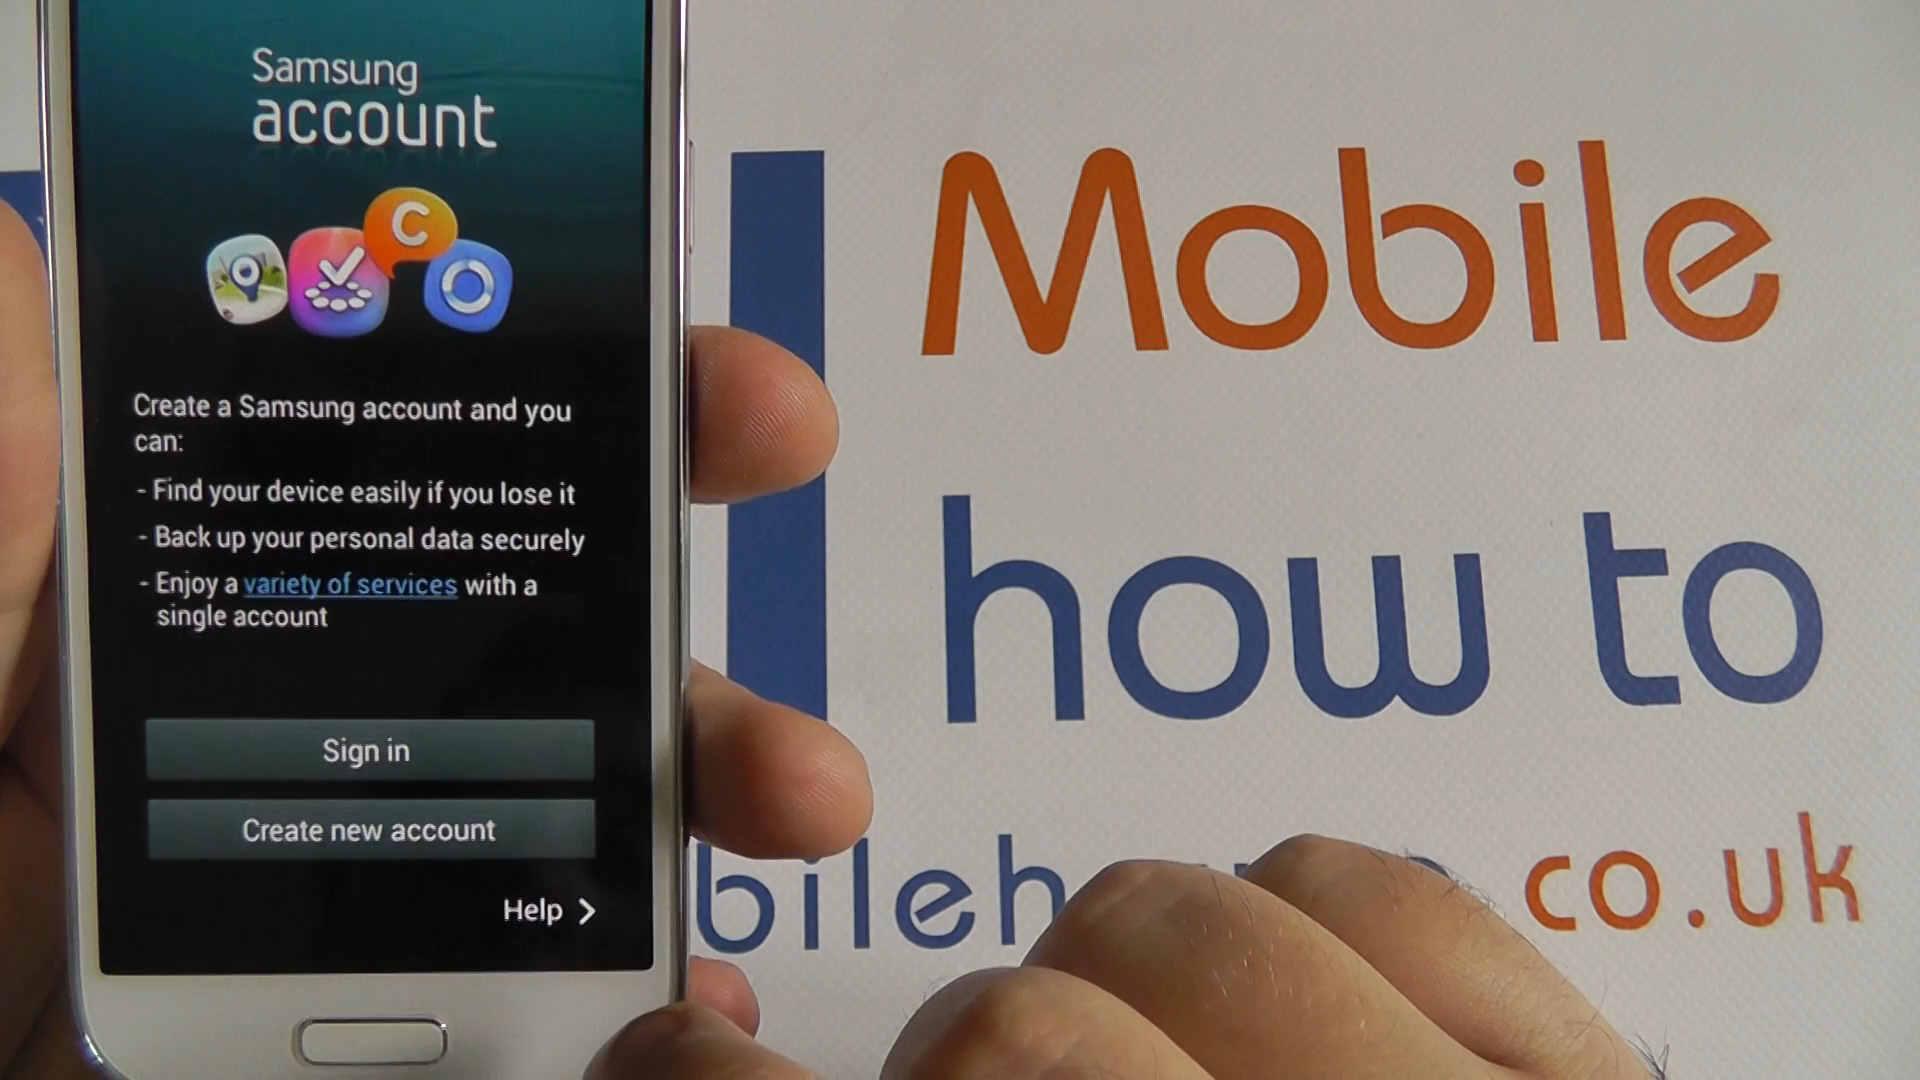 Samsung
account
C
Create a Samsung account and you
can:
- Find your device easily if you lose it
- Back up your personal data securely
- Enjoy a variety of services with a
single account
Sign in
Create new account
Help
Mobile
how to
.co.uk